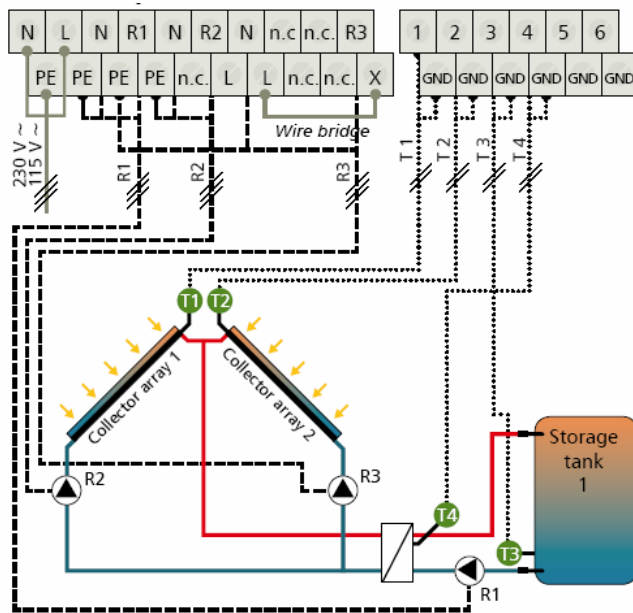 N L N R1 N R2 N n.c. n.c. R3
1 2 3 4 5 6
PE PE PE PE n.c. L L n.c. n.c. X
GND GND GND GND GND GND
Wire bridge
230 V ~
115 V ~
R1
R2
R3
T 1
T 2
T 3
T 4
T1
T2
Collector array 1
Collector array 2
Storage
tank
1
R2
R3
T4
T3
R1